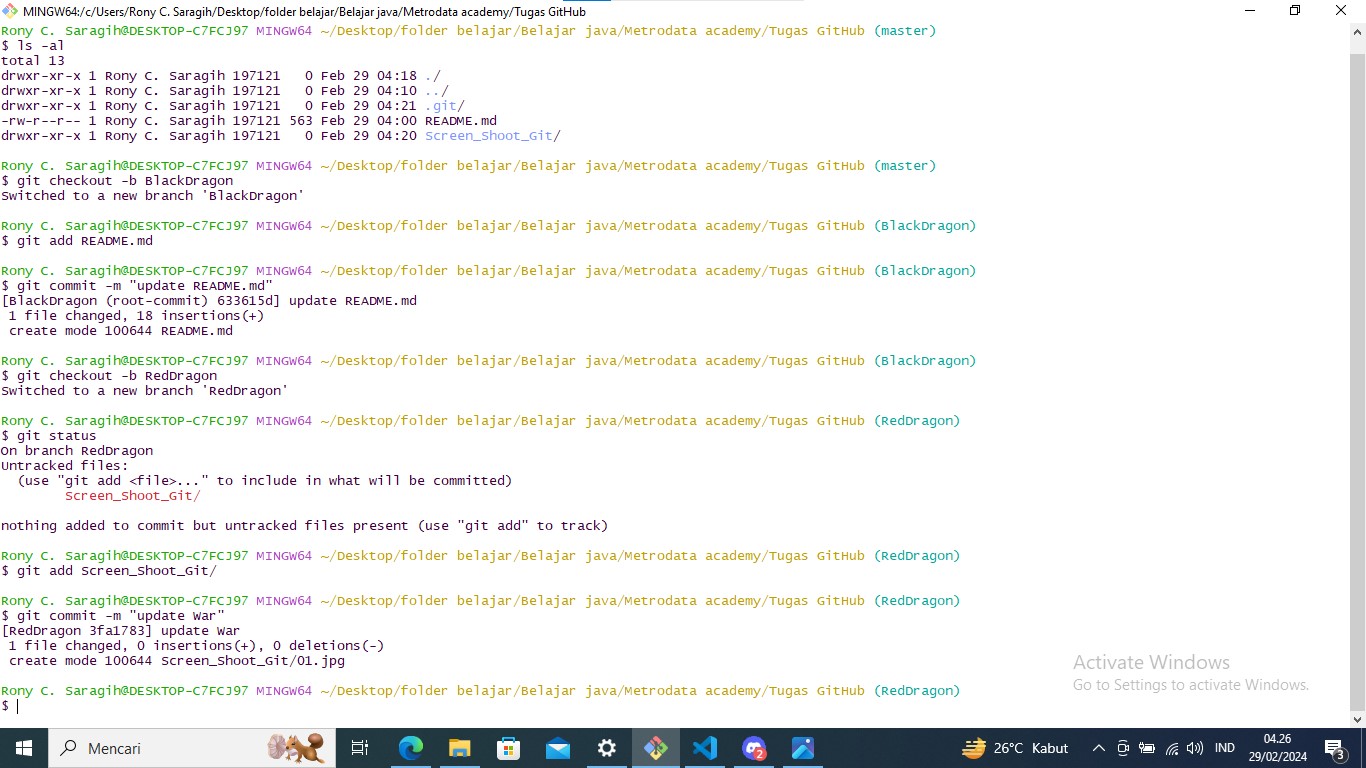 MINGW64:/c/Users/Rony C. Saragih/Desktop/folder belajar/Belajar java/Metrodata academy/Tugas GitHub
Rony C. Saragih@DESKTOP-C7FCJ97 MINGW64 ~/Desktop/folder belajar/Belajar java/Metrodata academy/Tugas GitHub (master)
$ ls -al
total 13
drwxr-xr-x 1 Rony C. Saragih 197121   0 Feb 29 04:18 ./
drwxr-xr-x 1 Rony C. Saragih 197121   0 Feb 29 04:10 ../
drwxr-xr-x 1 Rony C. Saragih 197121   0 Feb 29 04:21 .git/
-rw-r--r-- 1 Rony C. Saragih 197121 563 Feb 29 04:00 README.md
drwxr-xr-x 1 Rony C. Saragih 197121   0 Feb 29 04:20 Screen_Shoot_Git/
Rony C. Saragih@DESKTOP-C7FCJ97 MINGW64 ~/Desktop/folder belajar/Belajar java/Metrodata academy/Tugas GitHub (master)
$ git checkout -b BlackDragon
Switched to a new branch 'BlackDragon'
Rony C. Saragih@DESKTOP-C7FCJ97 MINGW64 ~/Desktop/folder belajar/Belajar java/Metrodata academy/Tugas GitHub (BlackDragon)
$ git add README.md
Rony C. Saragih@DESKTOP-C7FCJ97 MINGW64 ~/Desktop/folder belajar/Belajar java/Metrodata academy/Tugas GitHub (BlackDragon)
$ git commit -m "update README.md"
[BlackDragon (root-commit) 633615d] update README.md
 1 file changed, 18 insertions(+)
 create mode 100644 README.md
Rony C. Saragih@DESKTOP-C7FCJ97 MINGW64 ~/Desktop/folder belajar/Belajar java/Metrodata academy/Tugas GitHub (BlackDragon)
$ git checkout -b RedDragon
Switched to a new branch 'RedDragon'
Rony C. Saragih@DESKTOP-C7FCJ97 MINGW64 ~/Desktop/folder belajar/Belajar java/Metrodata academy/Tugas GitHub (RedDragon)
$ git status
On branch RedDragon
Untracked files:
  (use "git add <file>..." to include in what will be committed)
        Screen_Shoot_Git/
nothing added to commit but untracked files present (use "git add" to track)
Rony C. Saragih@DESKTOP-C7FCJ97 MINGW64 ~/Desktop/folder belajar/Belajar java/Metrodata academy/Tugas GitHub (RedDragon)
$ git add Screen_Shoot_Git/
Rony C. Saragih@DESKTOP-C7FCJ97 MINGW64 ~/Desktop/folder belajar/Belajar java/Metrodata academy/Tugas GitHub (RedDragon)
$ git commit -m "update War"
[RedDragon 3fa1783] update War
 1 file changed, 0 insertions(+), 0 deletions(-)
 create mode 100644 Screen_Shoot_Git/01.jpg
Rony C. Saragih@DESKTOP-C7FCJ97 MINGW64 ~/Desktop/folder belajar/Belajar java/Metrodata academy/Tugas GitHub (RedDragon)
$
Activate Windows
Go to Settings to activate Windows.
Mencari
2
26°C Kabut
IND
04.26
29/02/2024
3